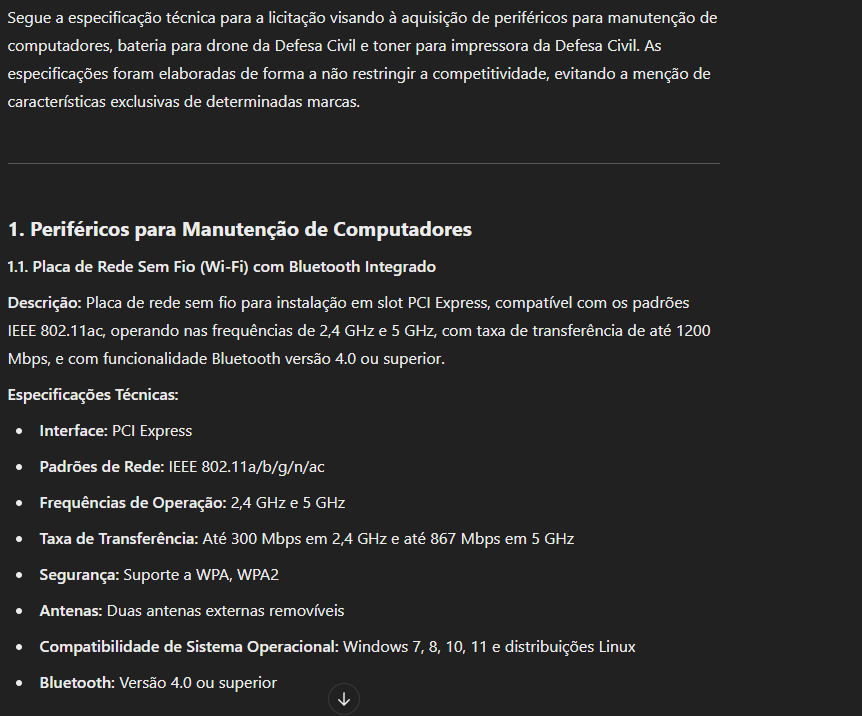 Segue a especificação técnica para a licitação visando à aquisição de periféricos para manutenção de
computadores, bateria para drone da Defesa Civil e toner para impressora da Defesa Civil. As
especificações foram elaboradas de forma a não restringir a competitividade, evitando a menção de
características exclusivas de determinadas marcas.
1. Periféricos para Manutenção de Computadores
1.1. Placa de Rede Sem Fio (Wi-Fi) com Bluetooth Integrado
Descrição: Placa de rede sem fio para instalação em slot PCI Express, compatível com os padrões
IEEE 802.11ac, operando nas frequências de 2,4 GHz e 5 GHz, com taxa de transferência de até 1200
Mbps, e com funcionalidade Bluetooth versão 4.0 ou superior.
Especificações Técnicas:
• Interface: PCI Express
• Padrões de Rede: IEEE 802.11a/b/g/n/ac
• Frequências de Operação: 2,4 GHz e 5 GHz
• Taxa de Transferência: Até 300 Mbps em 2,4 GHz e até 867 Mbps em 5 GHz
• Segurança: Suporte a WPA, WPA2
• Antenas: Duas antenas externas removíveis
• Compatibilidade de Sistema Operacional: Windows 7, 8, 10, 11 e distribuições Linux
• Bluetooth: Versão 4.0 ou superior